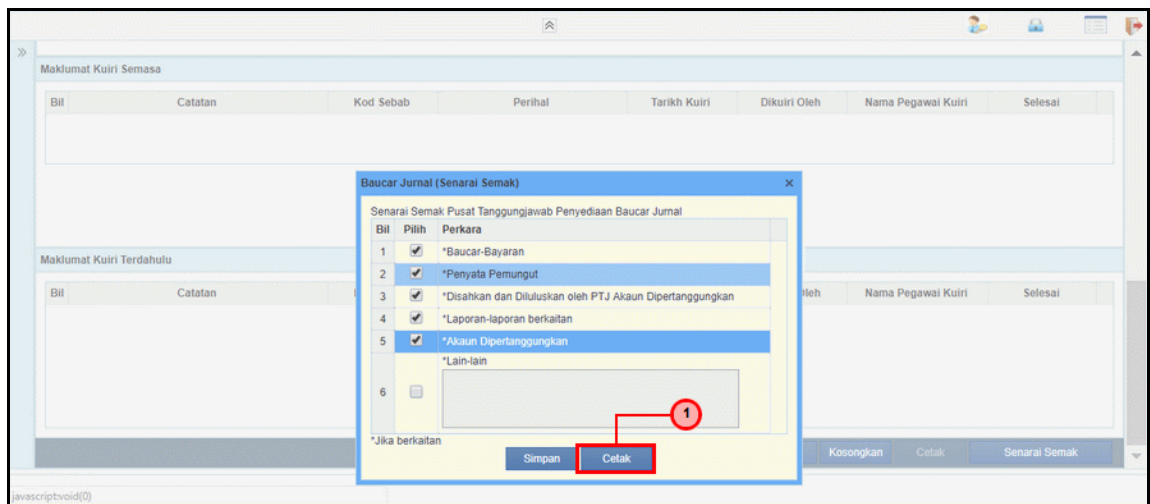 Maklumat Kuiri Semasa
Bil Catatan Kod Sebab Perihal Tarikh Kuiri Dikuiri Oleh Nama Pegawai Kuiri Selesai
Baucar Jurnal (Senarai Semak)
Senarai Semak Pusat Tanggungjawab Penyediaan Baucar Jurnal
Bil Pilih Perkara
1 *Baucar-Bayaran
2 *Penyata Pemungut
3 *Disahkan dan Diluluskan oleh PTJ Akaun Dipertanggungkan
4 *Laporan-laporan berkaitan
5 *Akaun Dipertanggungkan
*Lain-lain
6
1
*Jika berkaitan
Simpan Cetak
Maklumat Kuiri Terdahulu
Bil Catatan Oleh Nama Pegawai Kuiri Selesai
Kosongkan Cetak Senarai Semak
javascript:void(0)